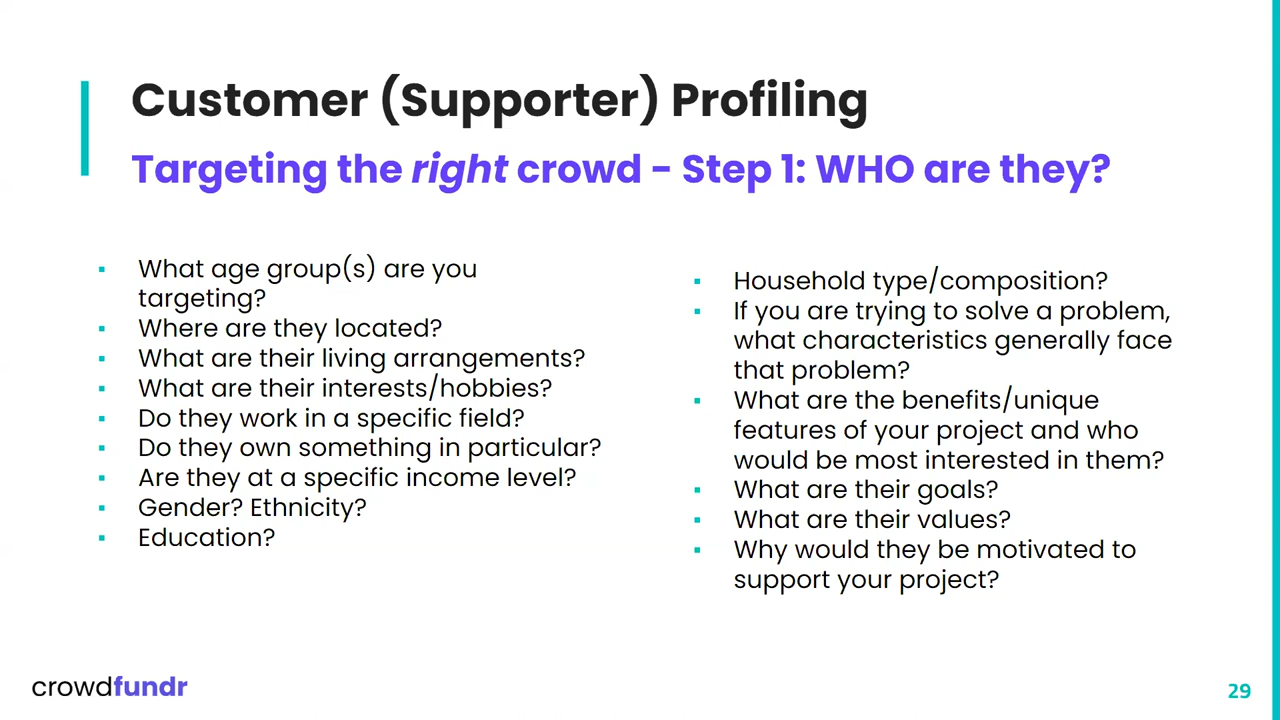 Customer (Supporter) Profiling
Targeting the right crowd - Step 1: WHO are they?
▪ What age group(s) are you
targeting?
▪ Where are they located?
▪ What are their living arrangements?
▪ What are their interests/hobbies?
▪ Do they work in a specific field?
▪ Do they own something in particular?
▪ Are they at a specific income level?
▪ Gender? Ethnicity?
▪ Education?
▪ Household type/composition?
▪ If you are trying to solve a problem,
what characteristics generally face
that problem?
▪ What are the benefits/unique
features of your project and who
would be most interested in them?
▪ What are their goals?
▪ What are their values?
▪ Why would they be motivated to
support your project?
crowdfundr
29